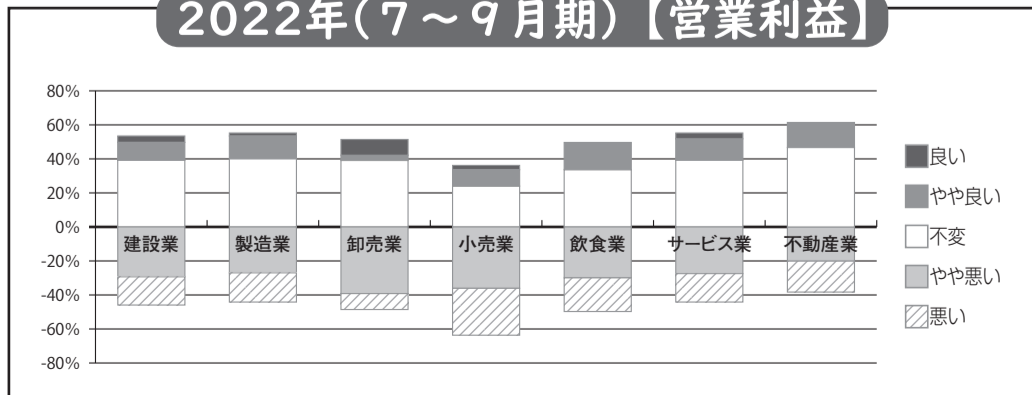 2022年(7～9月期)【営業利益】
80%
60%
40%
20%
0%
-20%
-40%
-60%
-80%
建設業 製造業 卸売業 小売業 飲食業 サービス業 不動産業
良い
やや良い
不変
やや悪い
悪い